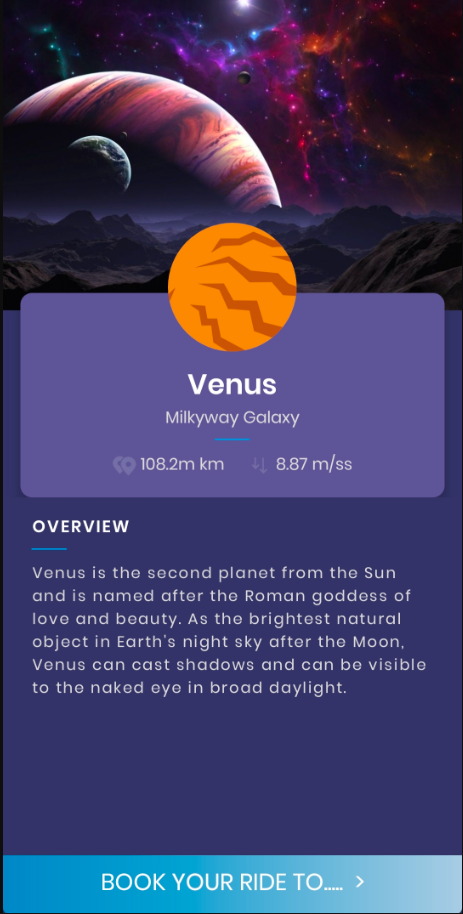 Venus
Milkyway Galaxy
108.2m km 8.87 m/ss
OVERVIEW
Venus is the second planet from the Sun
and is named after the Roman goddess of
love and beauty. As the brightest natural
object in Earth's night sky after the Moon,
Venus can cast shadows and can be visible
to the naked eye in broad daylight.
BOOK YOUR RIDE TO..... >